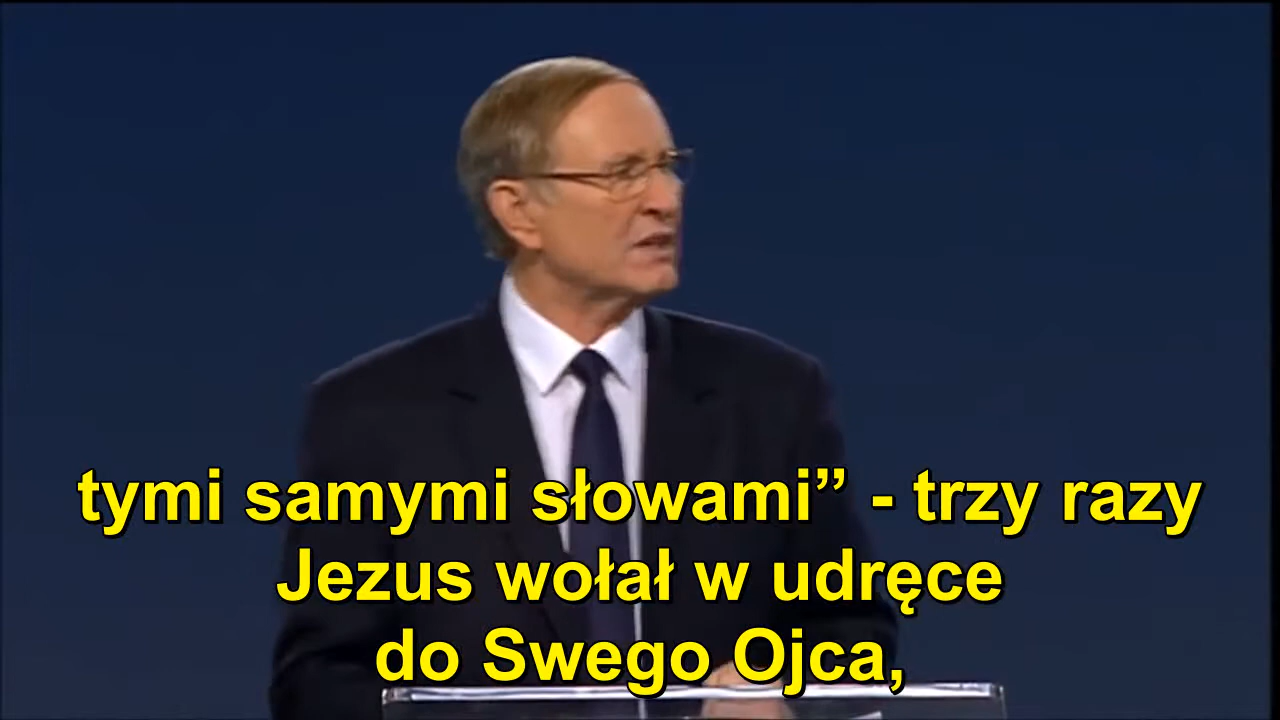 tymi samymi słowami” - trzy razy
Jezus wołał w udręce
do Swego Ojca,